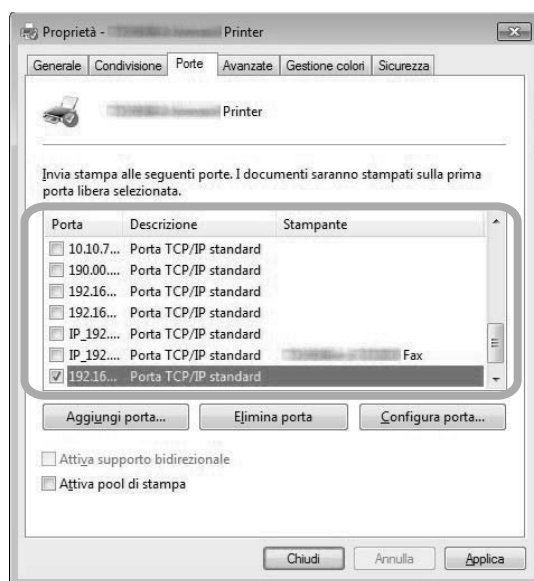 Proprietà - Printer
Generale Condivisione Porte Avanzate Gestione colori Sicurezza
Printer
Invia stampa alle seguenti porte. I documenti saranno stampati sulla prima
porta libera selezionata.
Porta Descrizione Stampante
10.10.7... Porta TCP/IP standard
190.00.... Porta TCP/IP standard
192.16... Porta TCP/IP standard
192.16... Porta TCP/IP standard
IP_192.... Porta TCP/IP standard
IP_192.... Porta TCP/IP standard Fax
192.16... Porta TCP/IP standard
Aggiungi porta... Elimina porta Configura porta...
Attiva supporto bidirezionale
Attiva pool di stampa
Chiudi Annulla Applica